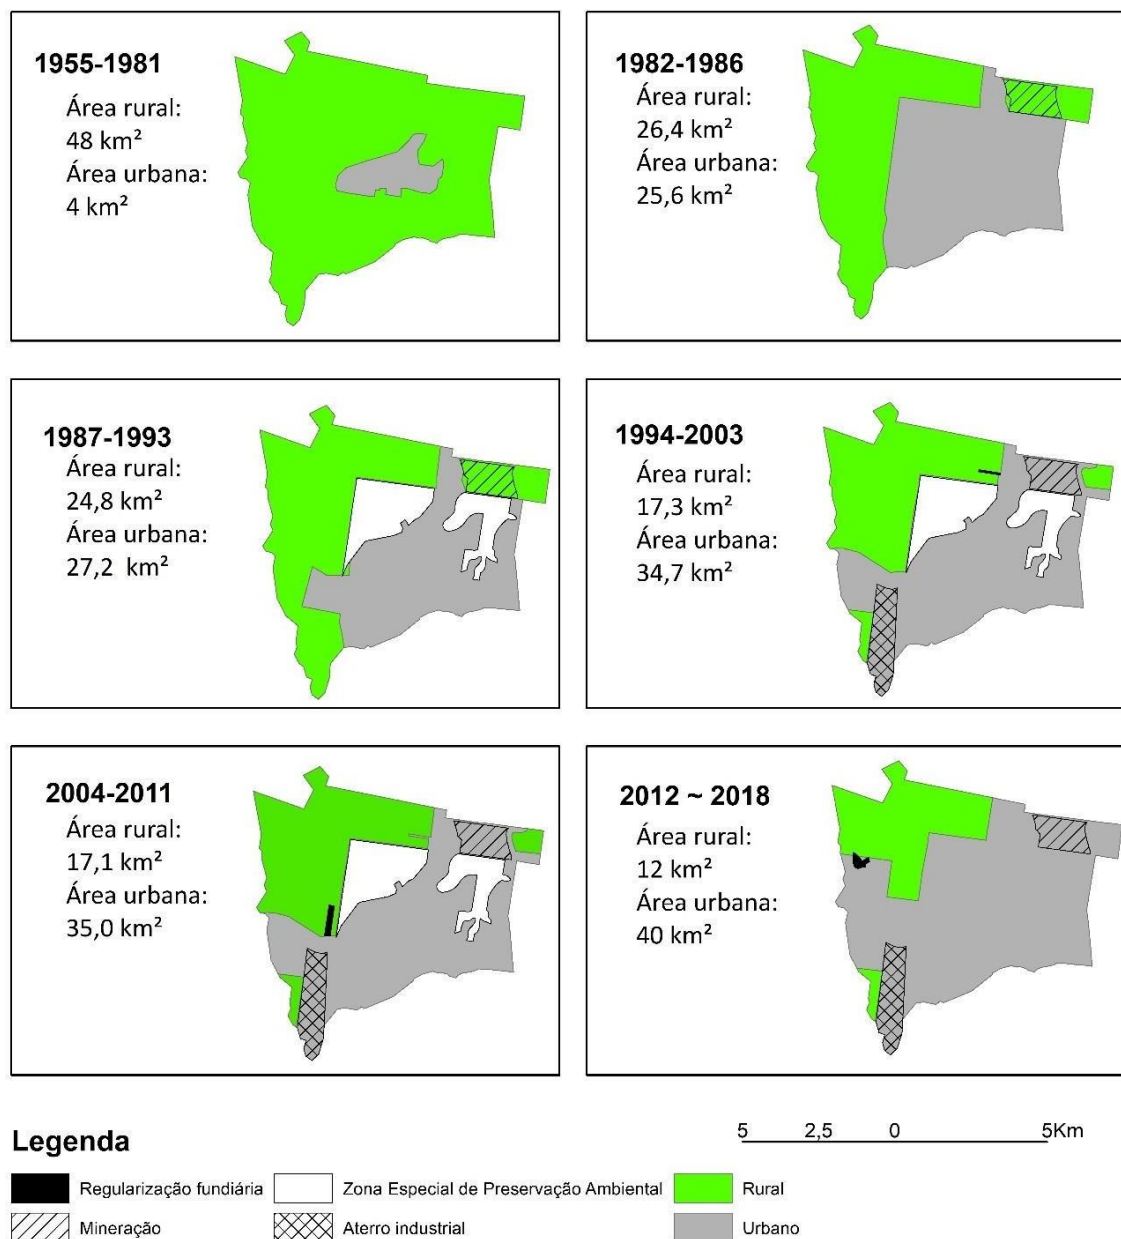 1955-1981
Área rural:
48 km²
Área urbana:
4 km²
1982-1986
Área rural:
26,4 km²
Área urbana:
25,6 km²
1987-1993
Área rural:
24,8 km²
Área urbana:
27,2 km²
1994-2003
Área rural:
17,3 km²
Área urbana:
34,7 km²
2004-2011
Área rural:
17,1 km²
Área urbana:
35,0 km²
2012 ~ 2018
Área rural:
12 km²
Área urbana:
40 km²
Legenda
5 2,5 0 5Km
Regularização fundiária
Zona Especial de Preservação Ambiental
Rural
Mineração
Aterro industrial
Urbano